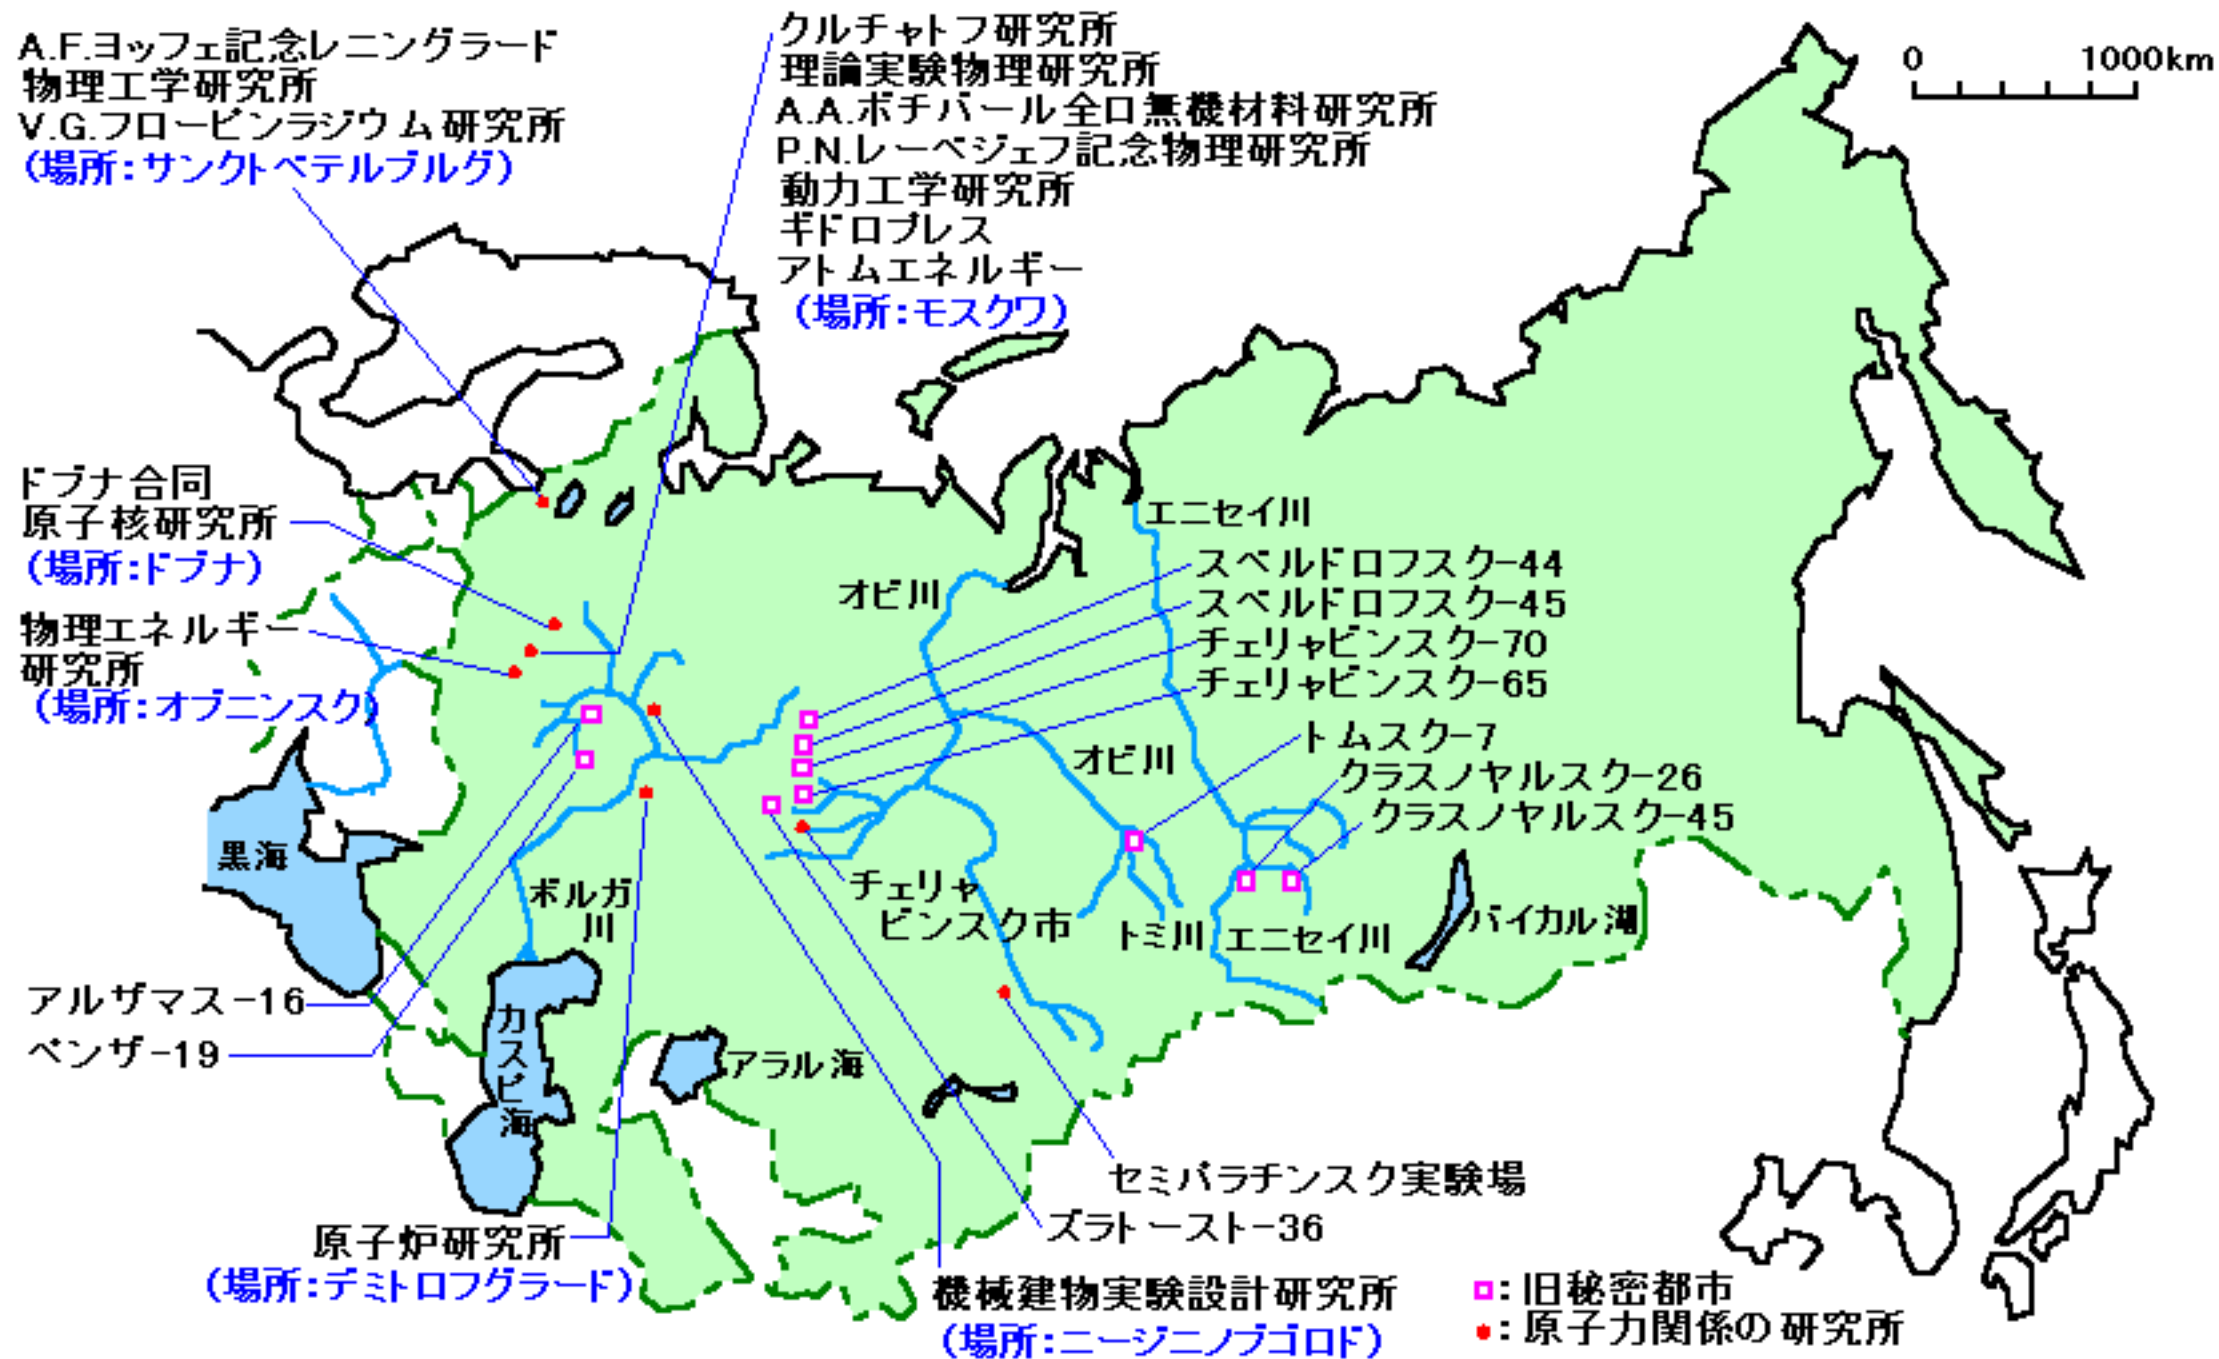 A.F.ヨッフェ記念レニングラード
物理工学研究所
V.G.フローピンラジウム研究所
(場所:サンクトペテルブルグ)
クルチャトフ研究所
理論実験物理研究所
A.A.ボチバール全ロ無機材料研究所
P.N.レーベジェフ記念物理研究所
動力工学研究所
ギドロプレス
アトムエネルギー
(場所:モスクワ)
0 1000km
ドブナ合同
原子核研究所
(場所:ドブナ)
物理エネルギー
研究所
(場所:オブニンスク)
エニセイ川
オビ川
スベルドロフスク-44
スベルドロフスク-45
チェリャビンスク-70
チェリャビンスク-65
トムスク-7
オビ川
クラスノヤルスク-26
クラスノヤルスク-45
黒海
ボルガ
川
チェリャ
ビンスク市
トミ川
エニセイ川
バイカル湖
アルザマス-16
ペンザ-19
カスピ海
アラル海
セミパラチンスク実験場
ズラトースト-36
原子炉研究所
(場所:デミトロフグラード)
機械建物実験設計研究所
(場所:ニージニノブゴロド)
:旧秘密都市
:原子力関係の研究所